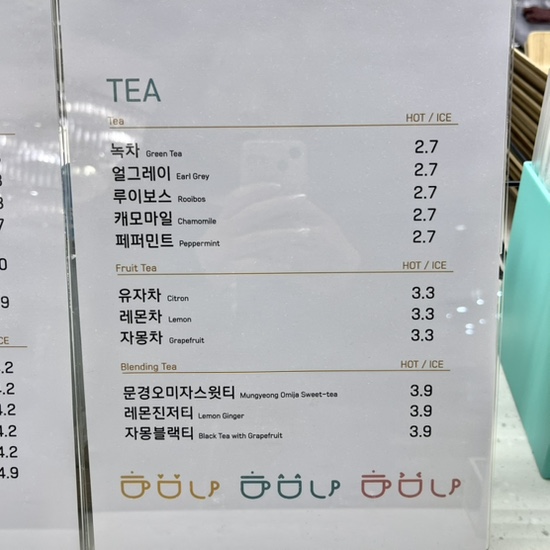 TEA
Tea HOT / ICE
녹차 Green Tea 2.7
얼그레이 Earl Grey 2.7
루이보스 Rooibos 2.7
캐모마일 Chamomile 2.7
페퍼민트 Peppermint 2.7
Fruit Tea HOT / ICE
유자차 Citron 3.3
레몬차 Lemon 3.3
자몽차 Grapefruit 3.3
Blending Tea HOT / ICE
문경오미자스윗티 Mungyeong Omija Sweet-tea 3.9
레몬진저티 Lemon Ginger 3.9
자몽블랙티 Black Tea with Grapefruit 3.9